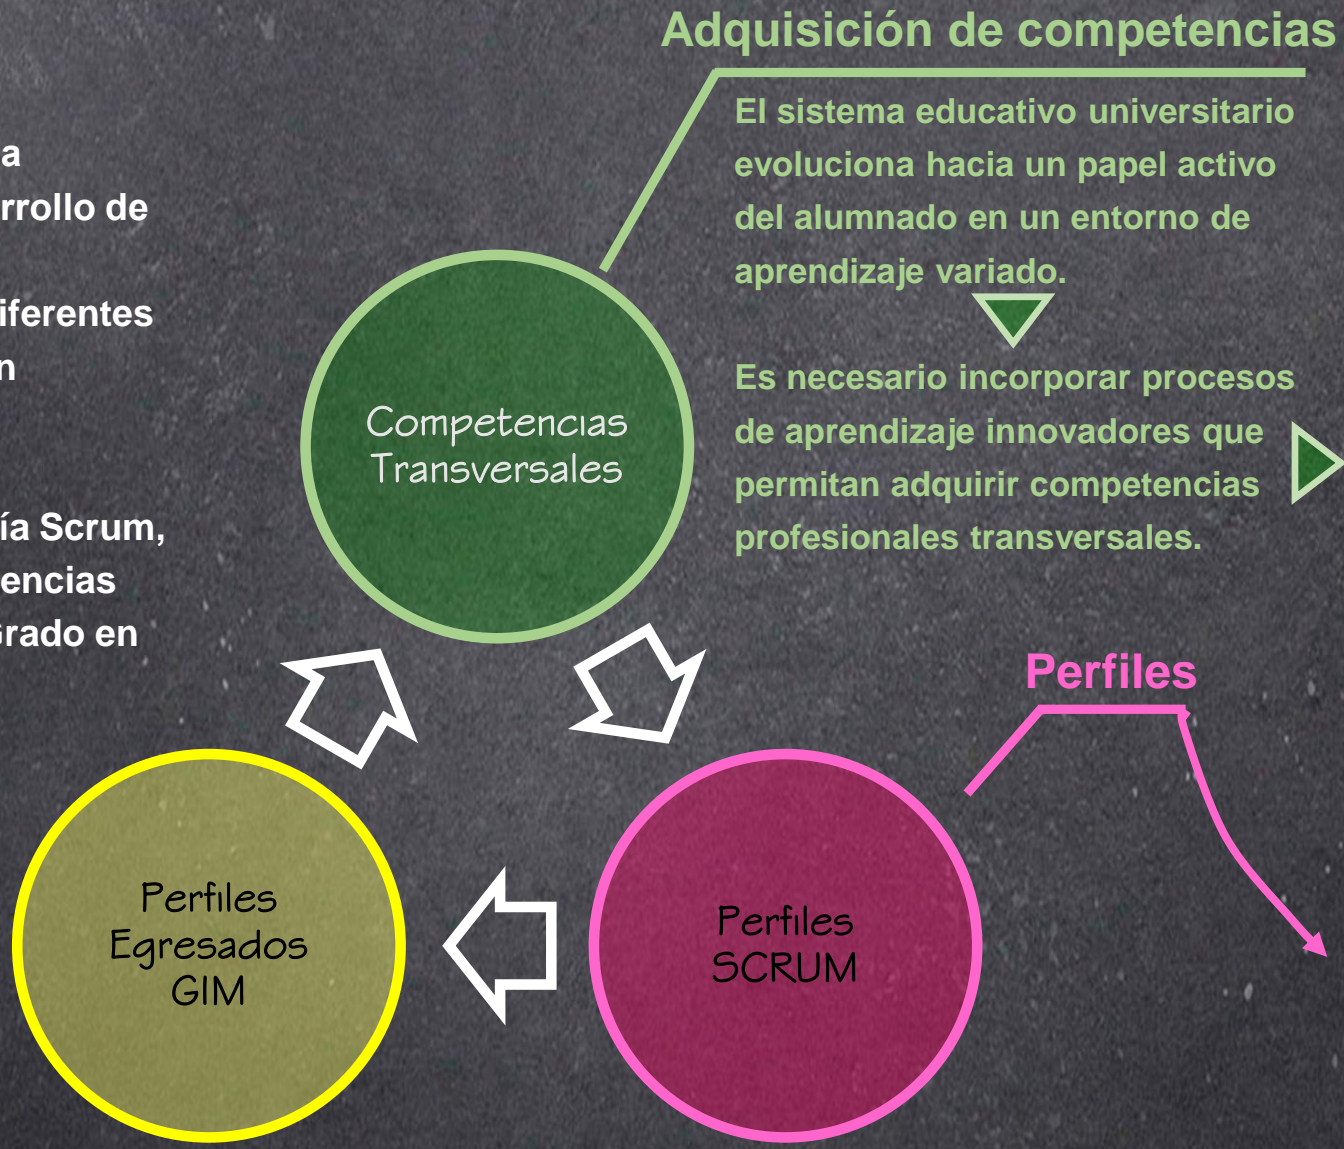 a
rrollo de
iferentes
n
ía Scrum,
encias
Grado en
Adquisición de competencias
El sistema educativo universitario
evoluciona hacia un papel activo
del alumnado en un entorno de
aprendizaje variado.
Es necesario incorporar procesos
de aprendizaje innovadores que
permitan adquirir competencias
profesionales transversales.
Competencias
Transversales
Perfiles
Perfiles
Egresados
GIM
Perfiles
SCRUM